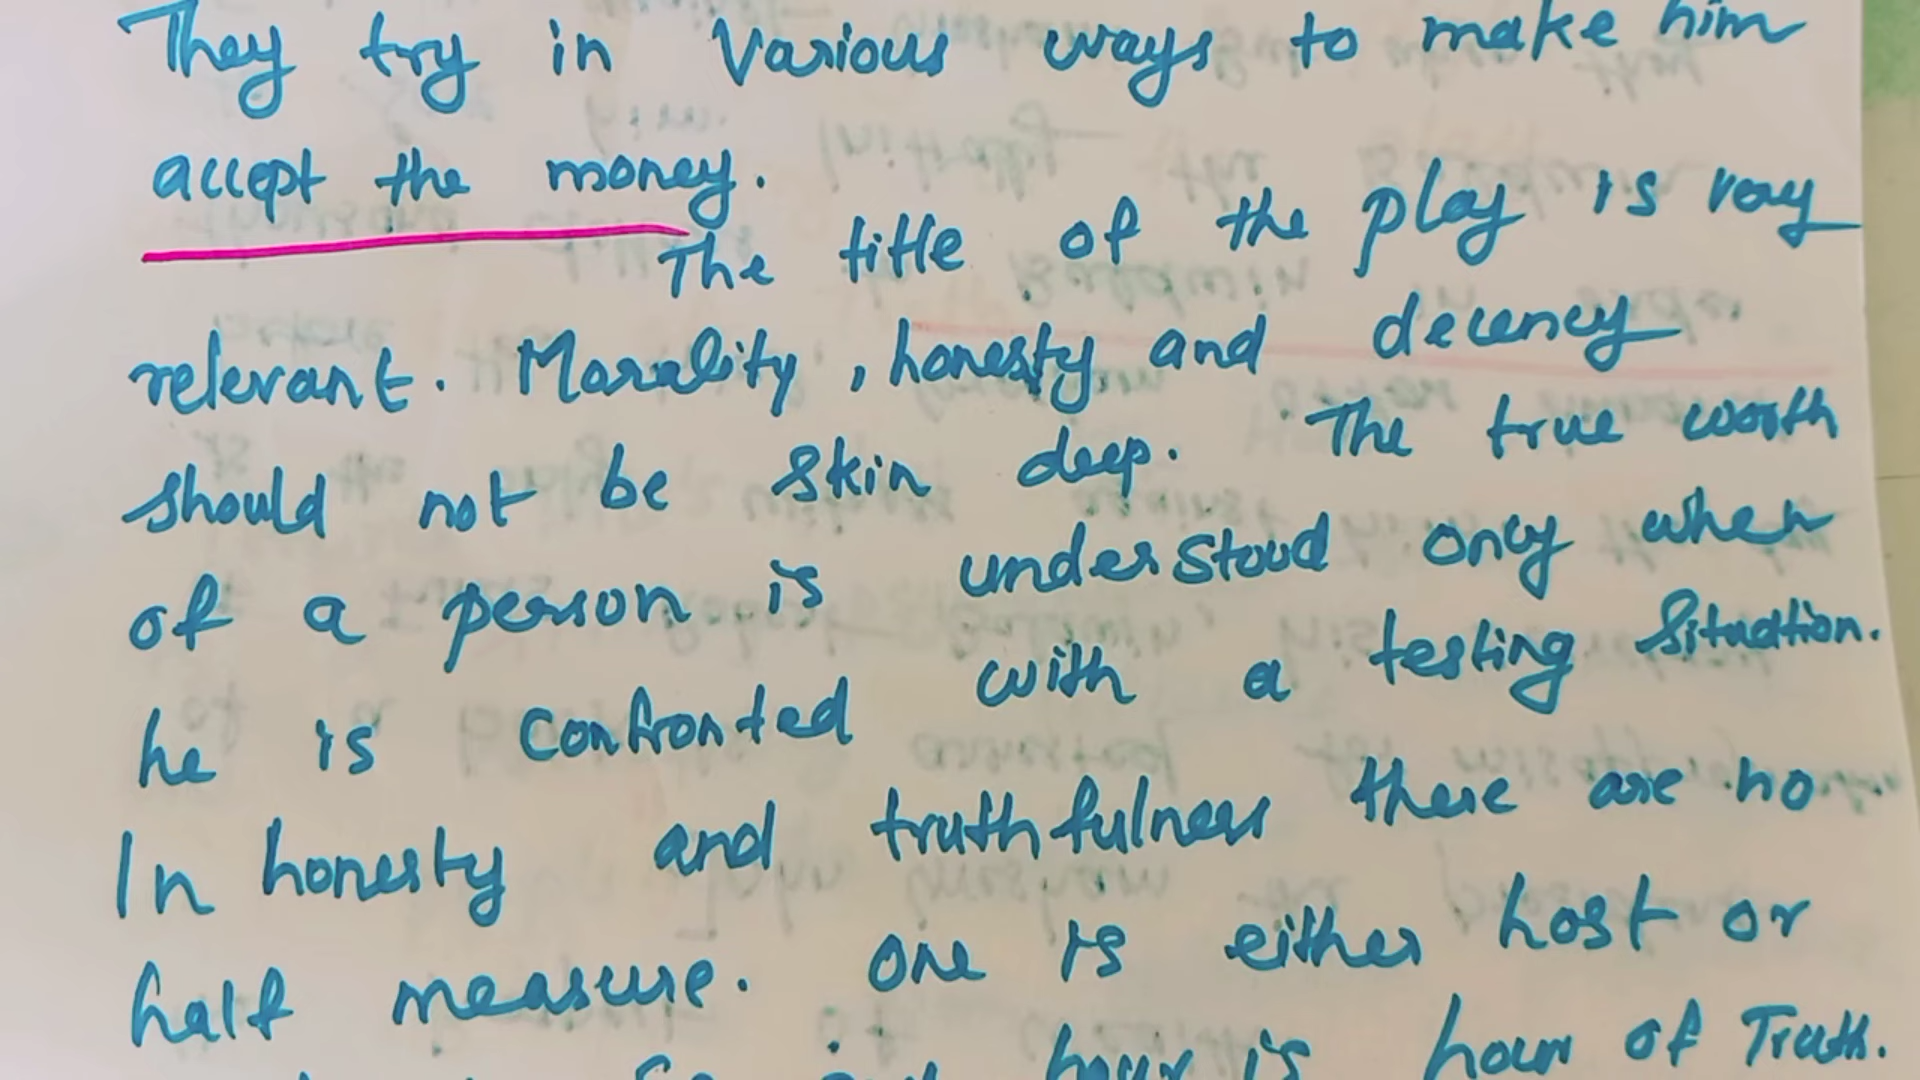 They try in Various ways to make him
accept the money.
The title of the play is very
relevant. Morality, honesty and decency
should not be skin deep. The true worth
of a person is understood only when
he is confronted with a testing situation.
In honesty and truthfulness there are no
half measure. one is either host or
hour is hour of Truth.